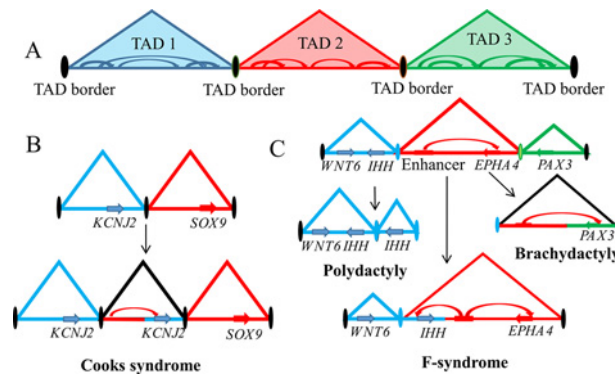 A
TAD 1
TAD 2
TAD 3
TAD border
TAD border
TAD border
TAD border
B
KCNJ2
SOX9
KCNJ2
KCNJ2
SOX9
Cooks syndrome
C
WNT6 IHH Enhancer EPHA4 PAX3
WNT6 IHH IHH
Polydactyly
PAX3
Brachydactyly
WNT6 IHH EPHA4
F-syndrome